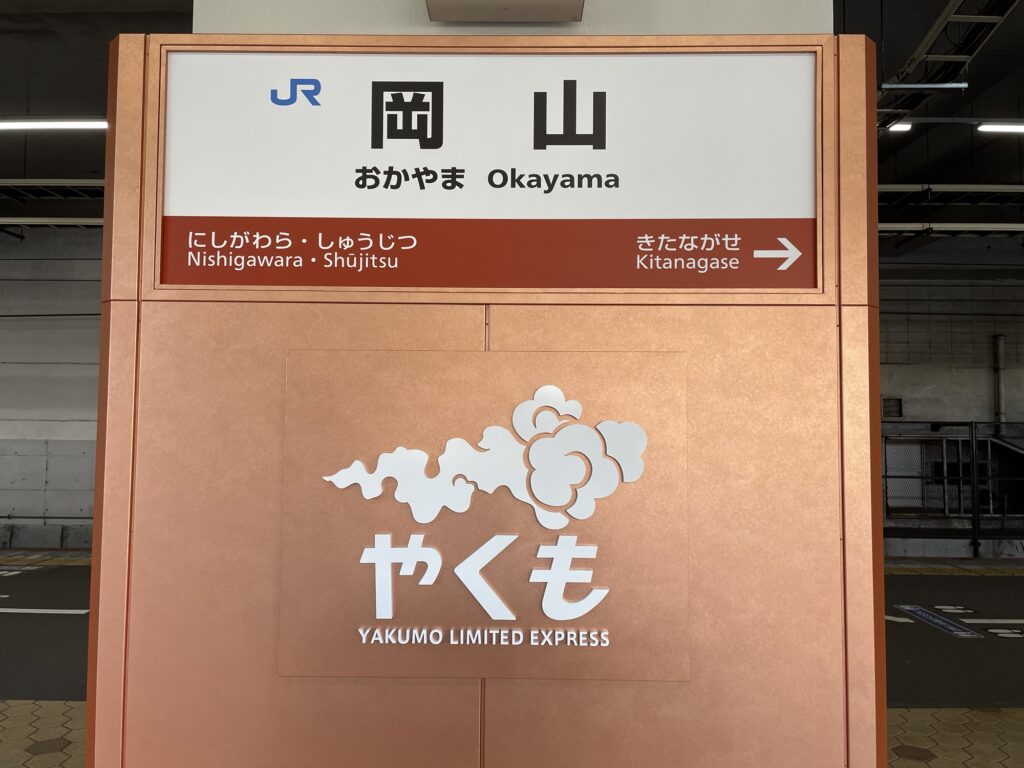 JR 岡山
おかやま Okayama
にしがわら・しゅうじつ
Nishigawara・Shūjitsu
きたながせ →
Kitanagase
やくも
YAKUMO LIMITED EXPRESS